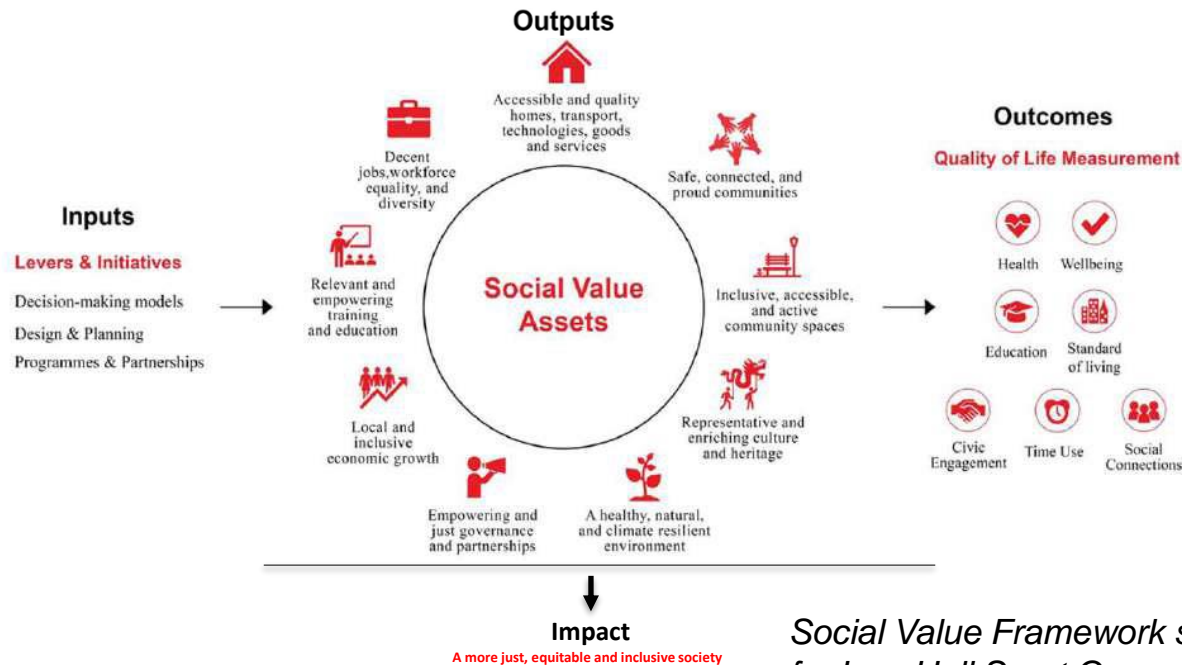 Outputs
Accessible and quality
homes, transport,
technologies, goods
and services
Decent
jobs,workforce
equality, and
diversity
Safe, connected, and
proud communities
Inputs
Levers & Initiatives
Decision-making models
Design & Planning
Programmes & Partnerships
Relevant and
empowering
training
and education
Social Value
Assets
Inclusive, accessible,
and active
community spaces
Local and
inclusive
economic growth
Representative and
enriching culture
and heritage
Empowering and
just governance
and partnerships
A healthy, natural,
and climate resilient
environment
Outcomes
Quality of Life Measurement
Health
Wellbeing
Education
Standard
of living
Civic
Engagement
Time Use
Social
Connections
Impact
A more just, equitable and inclusive society
Social Value Framework